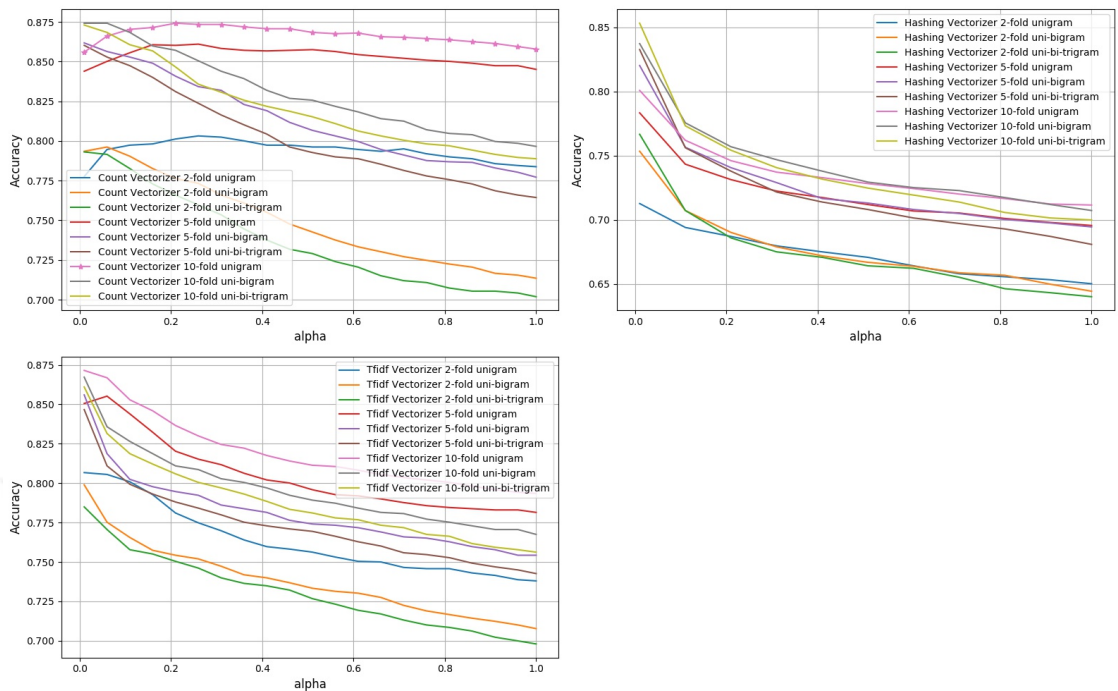 0.875
0.850
0.825
0.800
0.775
0.750
0.725
0.700
Accuracy
Count Vectorizer 2-fold unigram
Count Vectorizer 2-fold uni-bigram
Count Vectorizer 2-fold uni-bi-trigram
Count Vectorizer 5-fold unigram
Count Vectorizer 5-fold uni-bigram
Count Vectorizer 5-fold uni-bi-trigram
Count Vectorizer 10-fold unigram
Count Vectorizer 10-fold uni-bigram
Count Vectorizer 10-fold uni-bi-trigram
0.0 0.2 0.4 0.6 0.8 1.0
alpha
0.85
0.80
0.75
0.70
0.65
Accuracy
Hashing Vectorizer 2-fold unigram
Hashing Vectorizer 2-fold uni-bigram
Hashing Vectorizer 2-fold uni-bi-trigram
Hashing Vectorizer 5-fold unigram
Hashing Vectorizer 5-fold uni-bigram
Hashing Vectorizer 5-fold uni-bi-trigram
Hashing Vectorizer 10-fold unigram
Hashing Vectorizer 10-fold uni-bigram
Hashing Vectorizer 10-fold uni-bi-trigram
0.0 0.2 0.4 0.6 0.8 1.0
alpha
0.875
0.850
0.825
0.800
0.775
0.750
0.725
0.700
Accuracy
Tfidf Vectorizer 2-fold unigram
Tfidf Vectorizer 2-fold uni-bigram
Tfidf Vectorizer 2-fold uni-bi-trigram
Tfidf Vectorizer 5-fold unigram
Tfidf Vectorizer 5-fold uni-bigram
Tfidf Vectorizer 5-fold uni-bi-trigram
Tfidf Vectorizer 10-fold unigram
Tfidf Vectorizer 10-fold uni-bigram
Tfidf Vectorizer 10-fold uni-bi-trigram
0.0 0.2 0.4 0.6 0.8 1.0
alpha